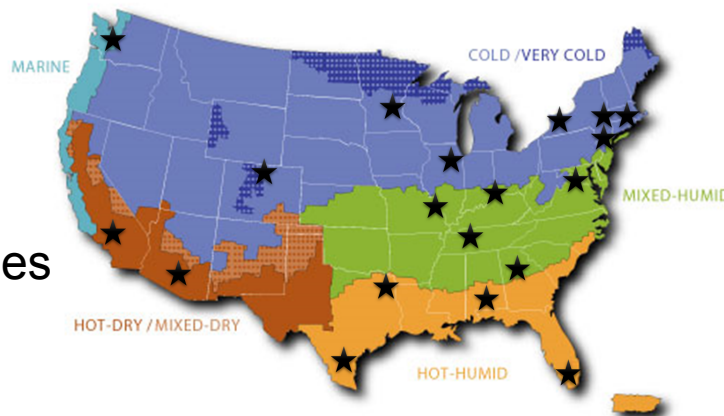 COLD /VERY COLD
MARINE
MIXED-HUMID
es
HOT-DRY / MIXED-DRY
HOT-HUMID